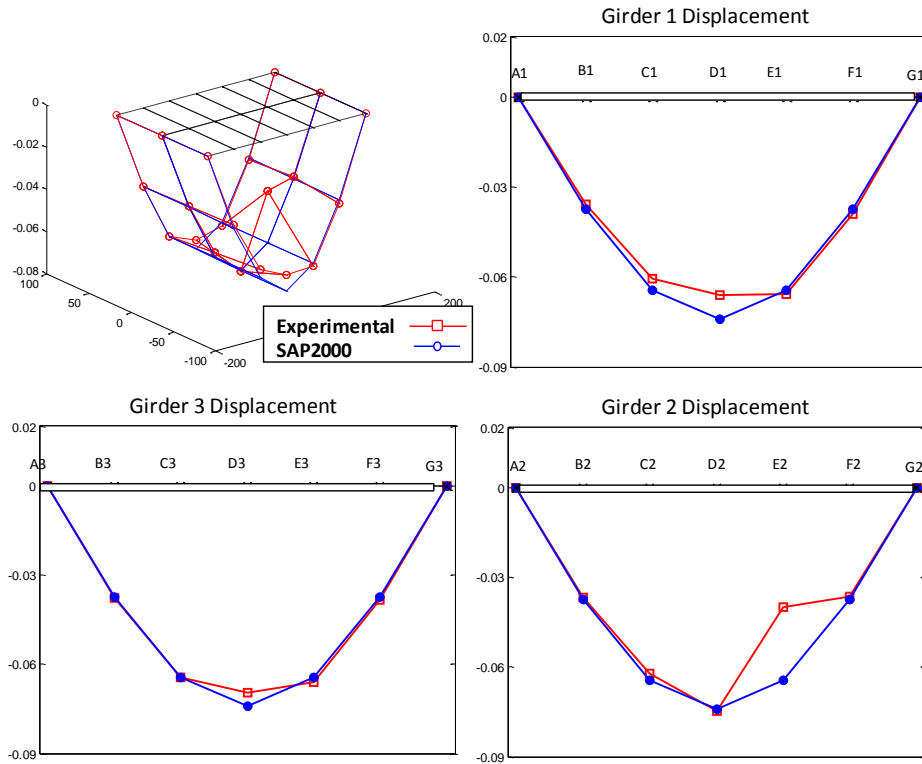 Girder 1 Displacement
0.02
0
-0.03
-0.06
-0.09
A1
B1
C1
D1
E1
F1
G1
0
-0.02
-0.04
-0.06
-0.08
100
50
0
-50
-100
-200
200
Experimental
SAP2000
Girder 3 Displacement
0.02
0
-0.03
-0.06
-0.09
A3
B3
C3
D3
E3
F3
G3
Girder 2 Displacement
0.02
0
-0.03
-0.06
-0.09
A2
B2
C2
D2
E2
F2
G2